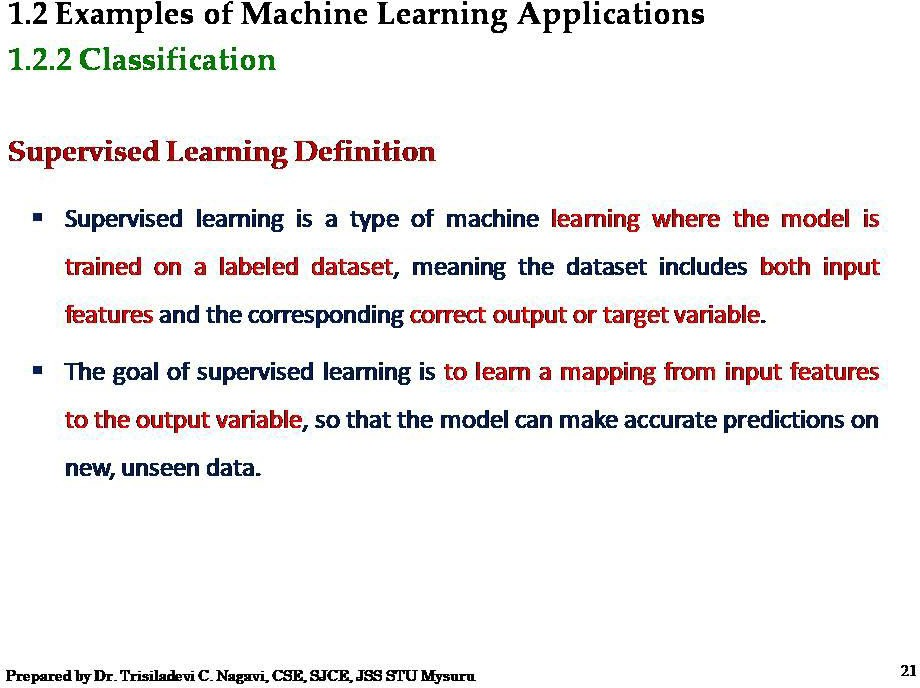 1.2 Examples of Machine Learning Applications
1.2.2 Classification
Supervised Learning Definition
▪ Supervised learning is a type of machine learning where the model is
trained on a labeled dataset, meaning the dataset includes both input
features and the corresponding correct output or target variable.
▪ The goal of supervised learning is to learn a mapping from input features
to the output variable, so that the model can make accurate predictions on
new, unseen data.
Prepared by Dr. Trisiladevi C. Nagavi, CSE, SJCE, JSS STU Mysuru
21